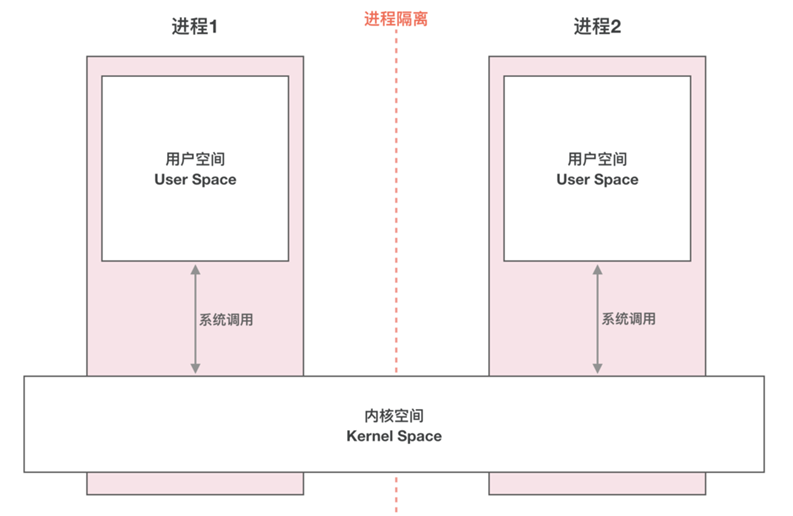 进程1
进程隔离
进程2
用户空间
User Space
用户空间
User Space
系统调用
系统调用
内核空间
Kernel Space